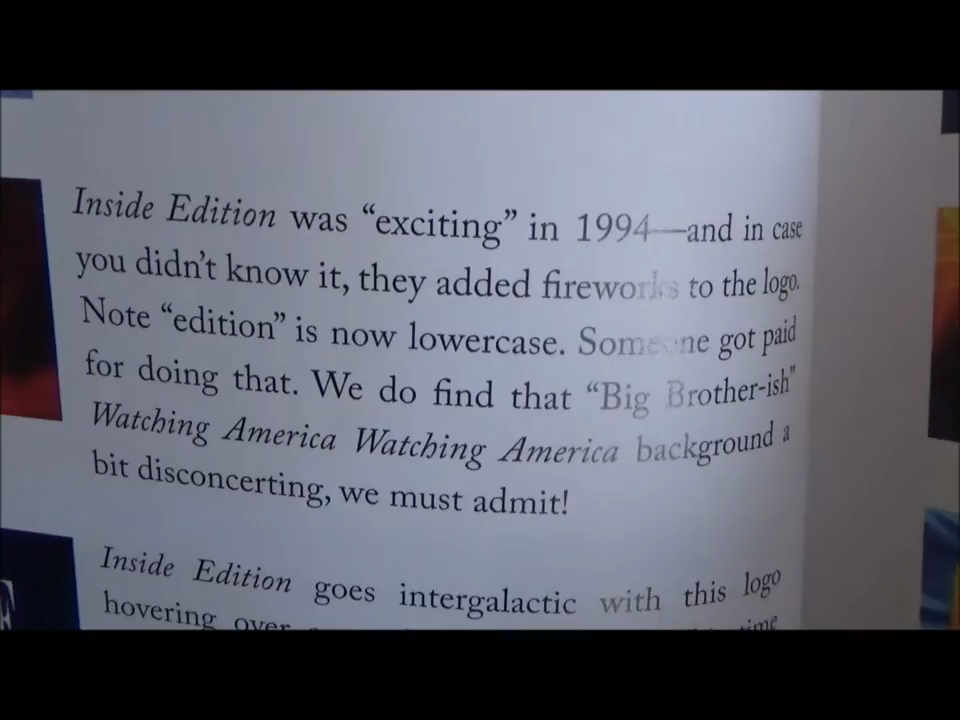 Inside Edition was “exciting” in 1994—and in case
you didn’t know it, they added fireworks to the logo.
Note “edition” is now lowercase. Someone got paid
for doing that. We do find that “Big Brother-ish”
Watching America Watching America background a
bit disconcerting, we must admit!
Inside Edition goes intergalactic with this logo
hovering over time